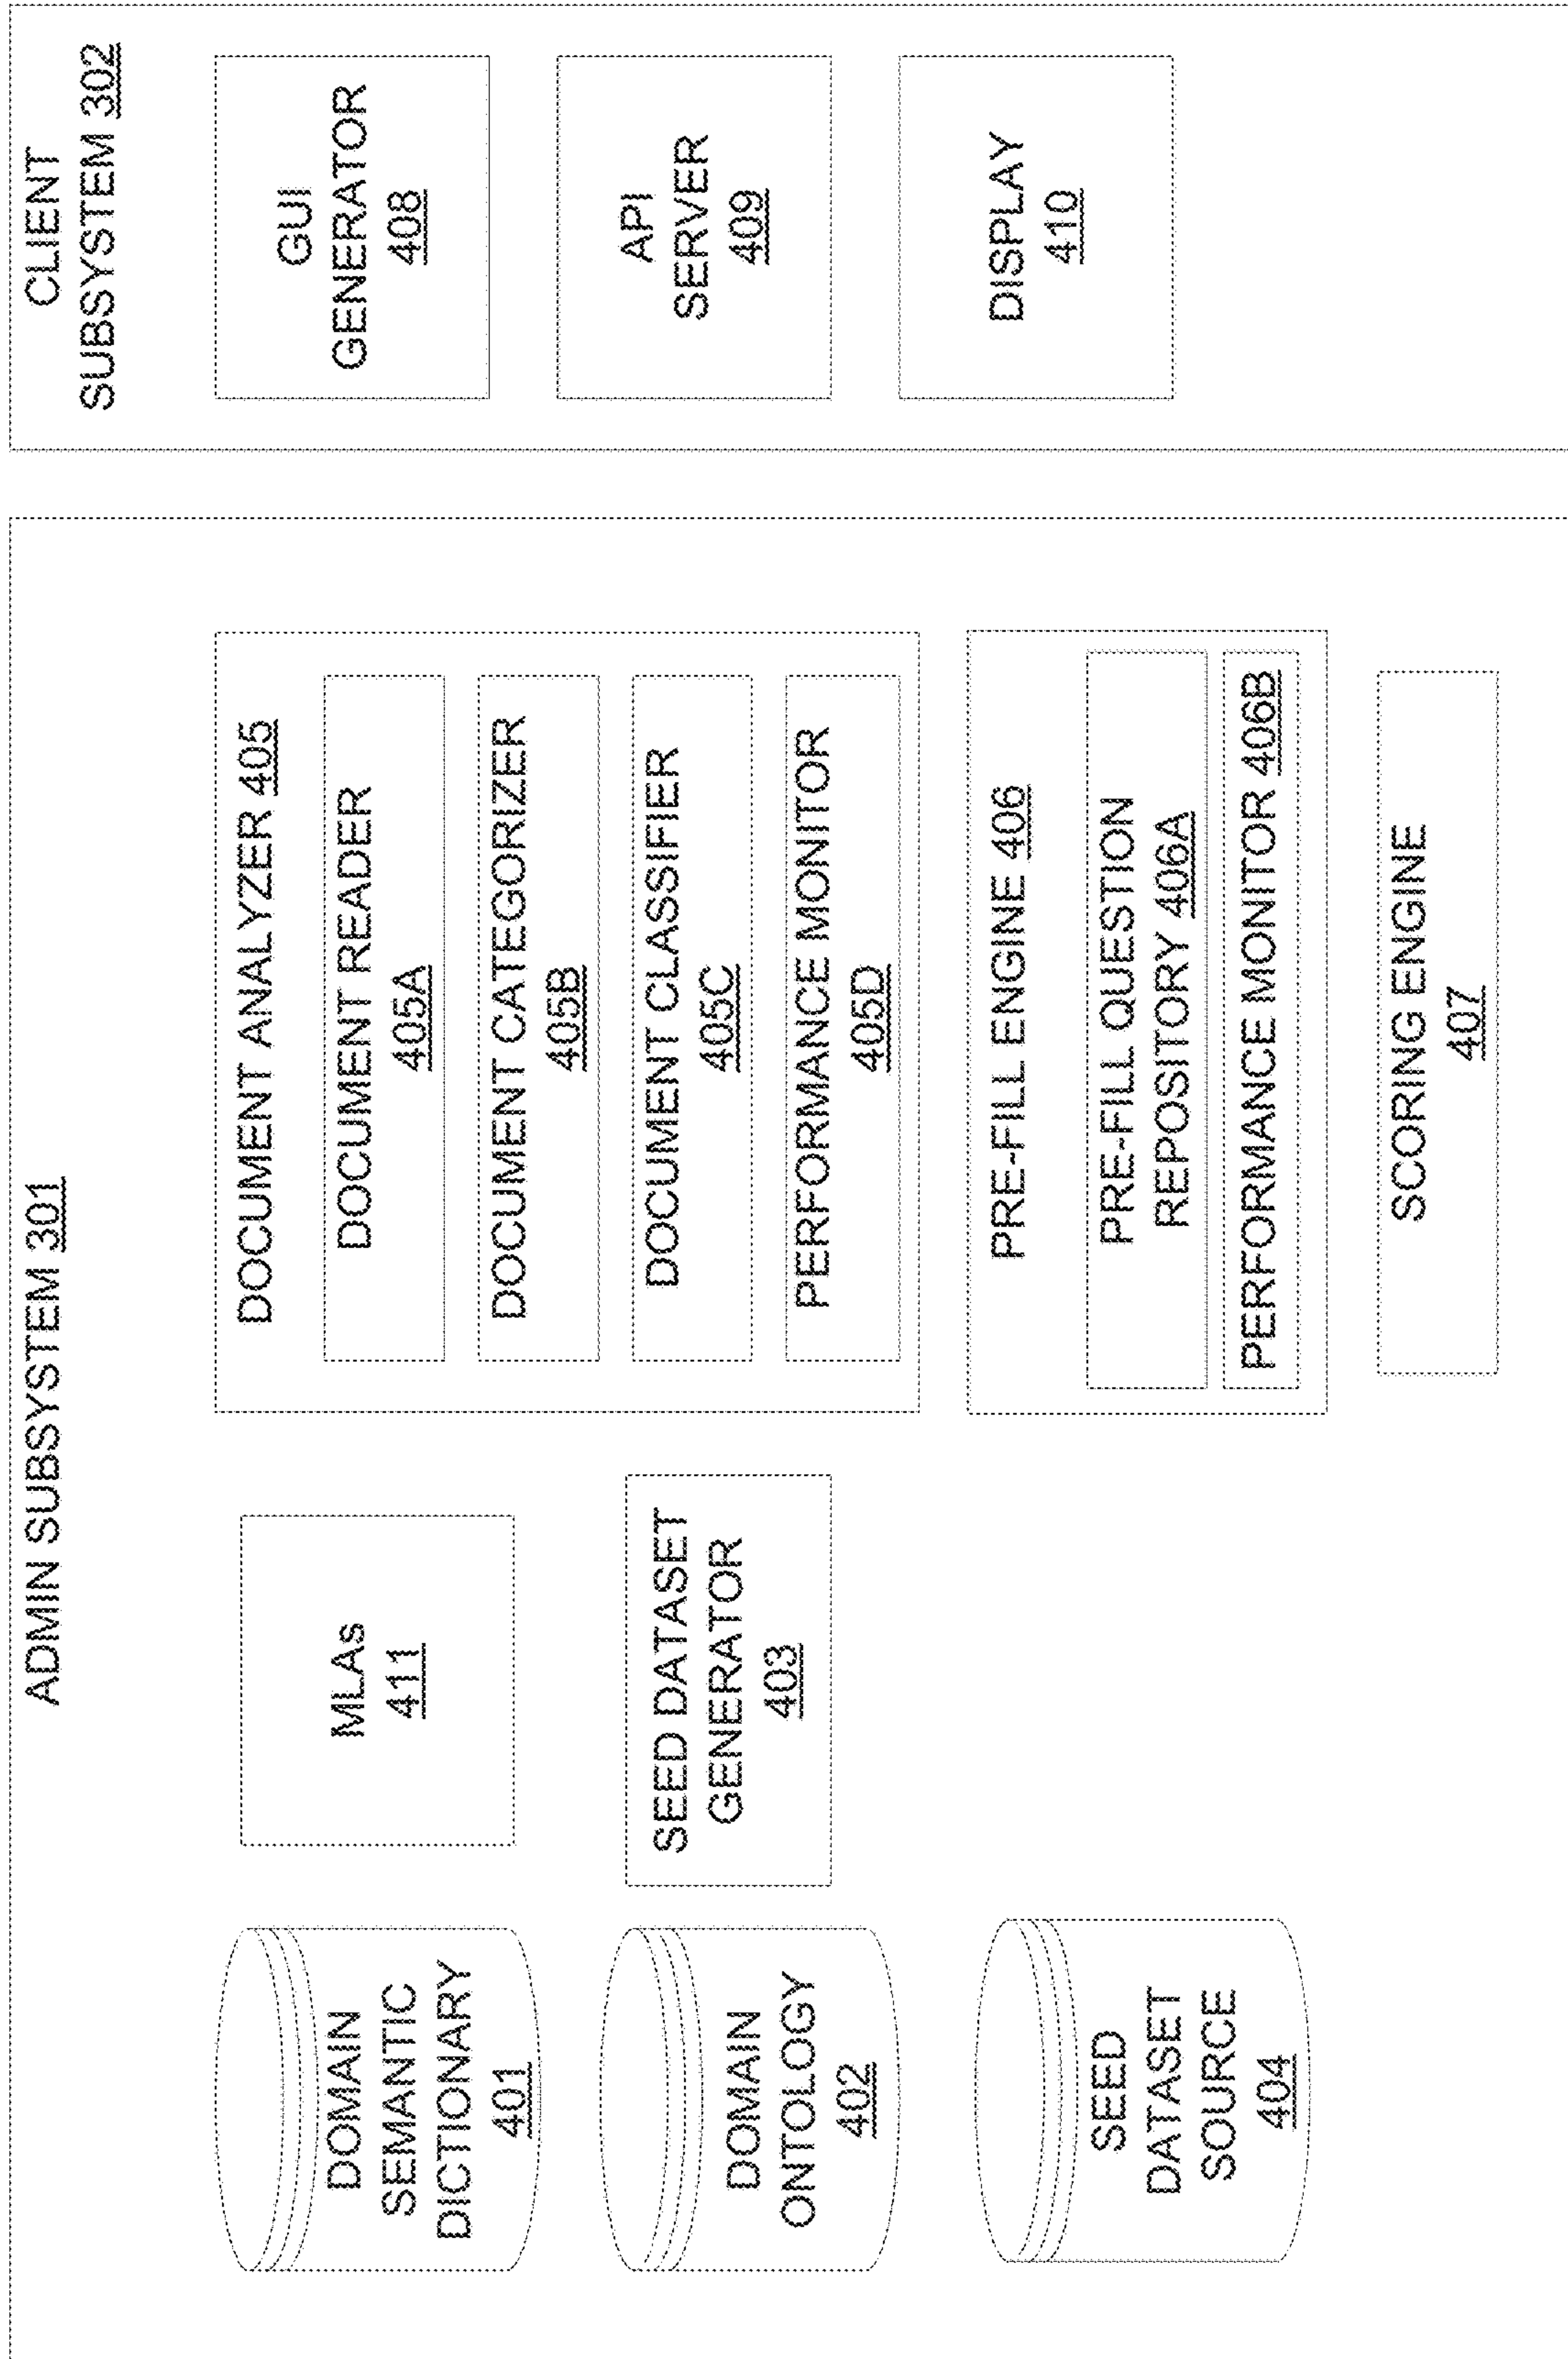 ADMIN SUBSYSTEM 301
DOMAIN
SEMANTIC
DICTIONARY
401
DOMAIN
ONTOLOGY
402
SEED
DATASET
SOURCE
404
MLAs
411
SEED DATASET
GENERATOR
403
DOCUMENT ANALYZER 405
DOCUMENT READER
405A
DOCUMENT CATEGORIZER
405B
DOCUMENT CLASSIFIER
405C
PERFORMANCE MONITOR
405D
PRE-FILL ENGINE 406
PRE-FILL QUESTION
REPOSITORY 406A
PERFORMANCE MONITOR 406B
SCORING ENGINE
407
CLIENT
SUBSYSTEM 302
GUI
GENERATOR
408
API
SERVER
409
DISPLAY
410